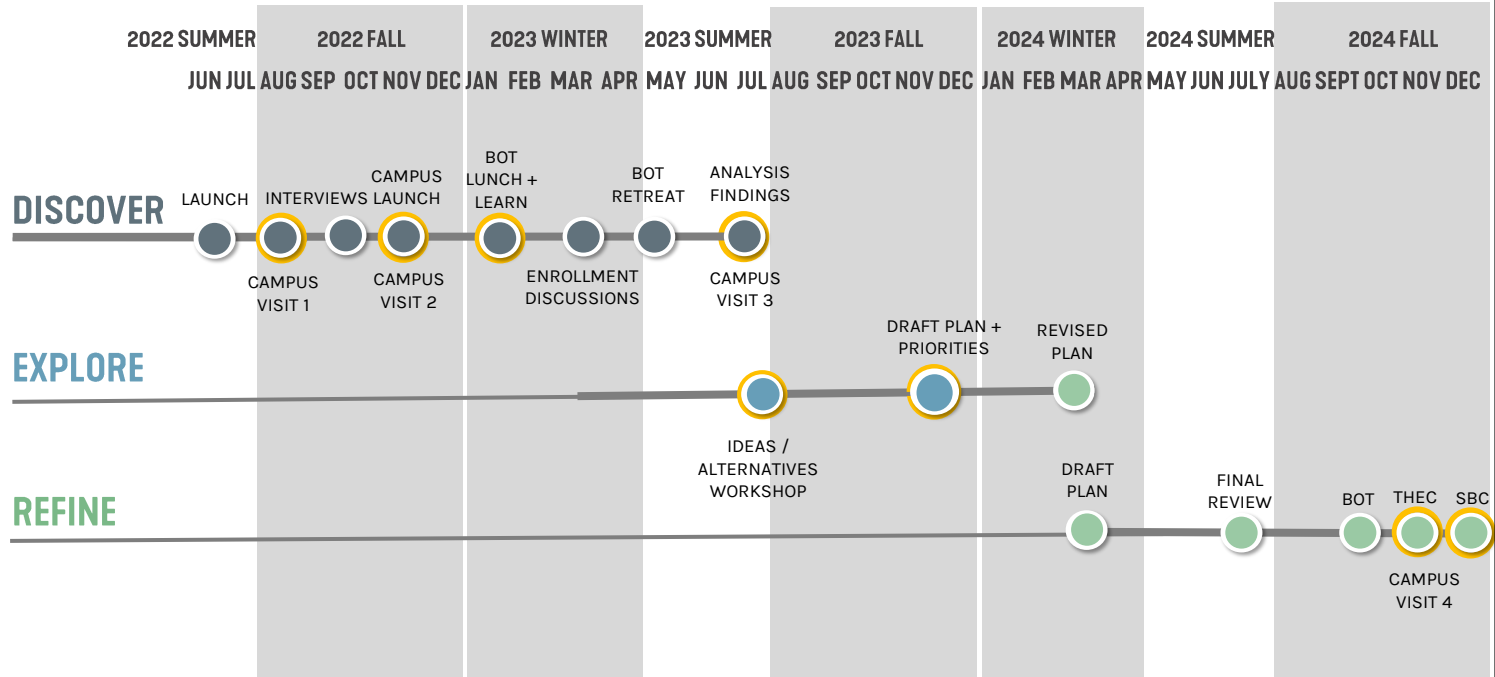 2022 SUMMER 2022 FALL 2023 WINTER 2023 SUMMER 2023 FALL 2024 WINTER 2024 SUMMER 2024 FALL
JUN JUL AUG SEP OCT NOV DEC JAN FEB MAR APR MAY JUN JUL AUG SEP OCT NOV DEC JAN FEB MAR APR MAY JUN JULY AUG SEPT OCT NOV DEC
DISCOVER
LAUNCH
INTERVIEWS
CAMPUS
LAUNCH
BOT
LUNCH +
LEARN
BOT
RETREAT
ANALYSIS
FINDINGS
CAMPUS
VISIT 1
CAMPUS
VISIT 2
ENROLLMENT
DISCUSSIONS
CAMPUS
VISIT 3
EXPLORE
DRAFT PLAN +
PRIORITIES
REVISED
PLAN
IDEAS /
ALTERNATIVES
WORKSHOP
REFINE
DRAFT
PLAN
FINAL
REVIEW
BOT
THEC
SBC
CAMPUS
VISIT 4